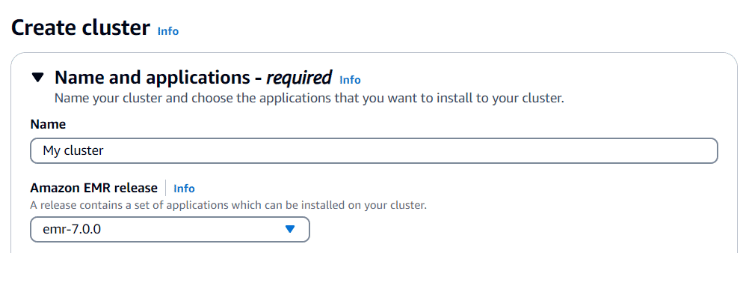 Create cluster Info
Name and applications - required Info
Name your cluster and choose the applications that you want to install to your cluster.
Name
My cluster
Amazon EMR release Info
A release contains a set of applications which can be installed on your cluster.
emr-7.0.0